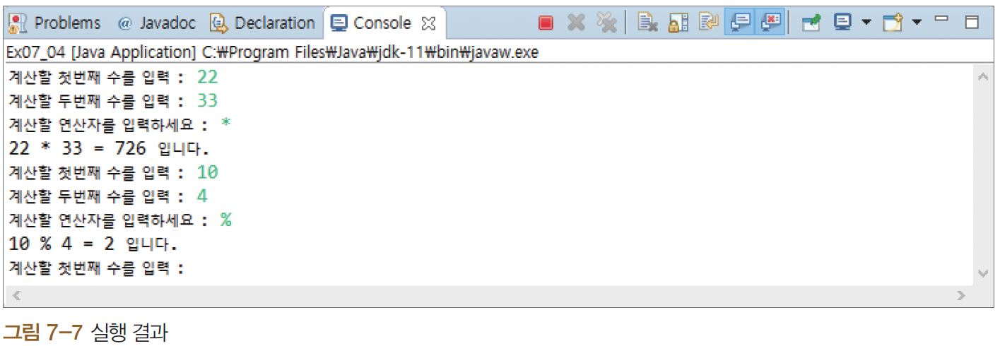 Problems @ Javadoc Declaration Console
Ex07_04 [Java Application] C:₩Program Files₩Java₩jdk-11₩bin₩javaw.exe
계산할 첫번째 수를 입력 : 22
계산할 두번째 수를 입력 : 33
계산할 연산자를 입력하세요 : *
22 * 33 = 726 입니다.
계산할 첫번째 수를 입력 : 10
계산할 두번째 수를 입력 : 4
계산할 연산자를 입력하세요 : %
10 % 4 = 2 입니다.
계산할 첫번째 수를 입력 :
그림 7-7 실행 결과